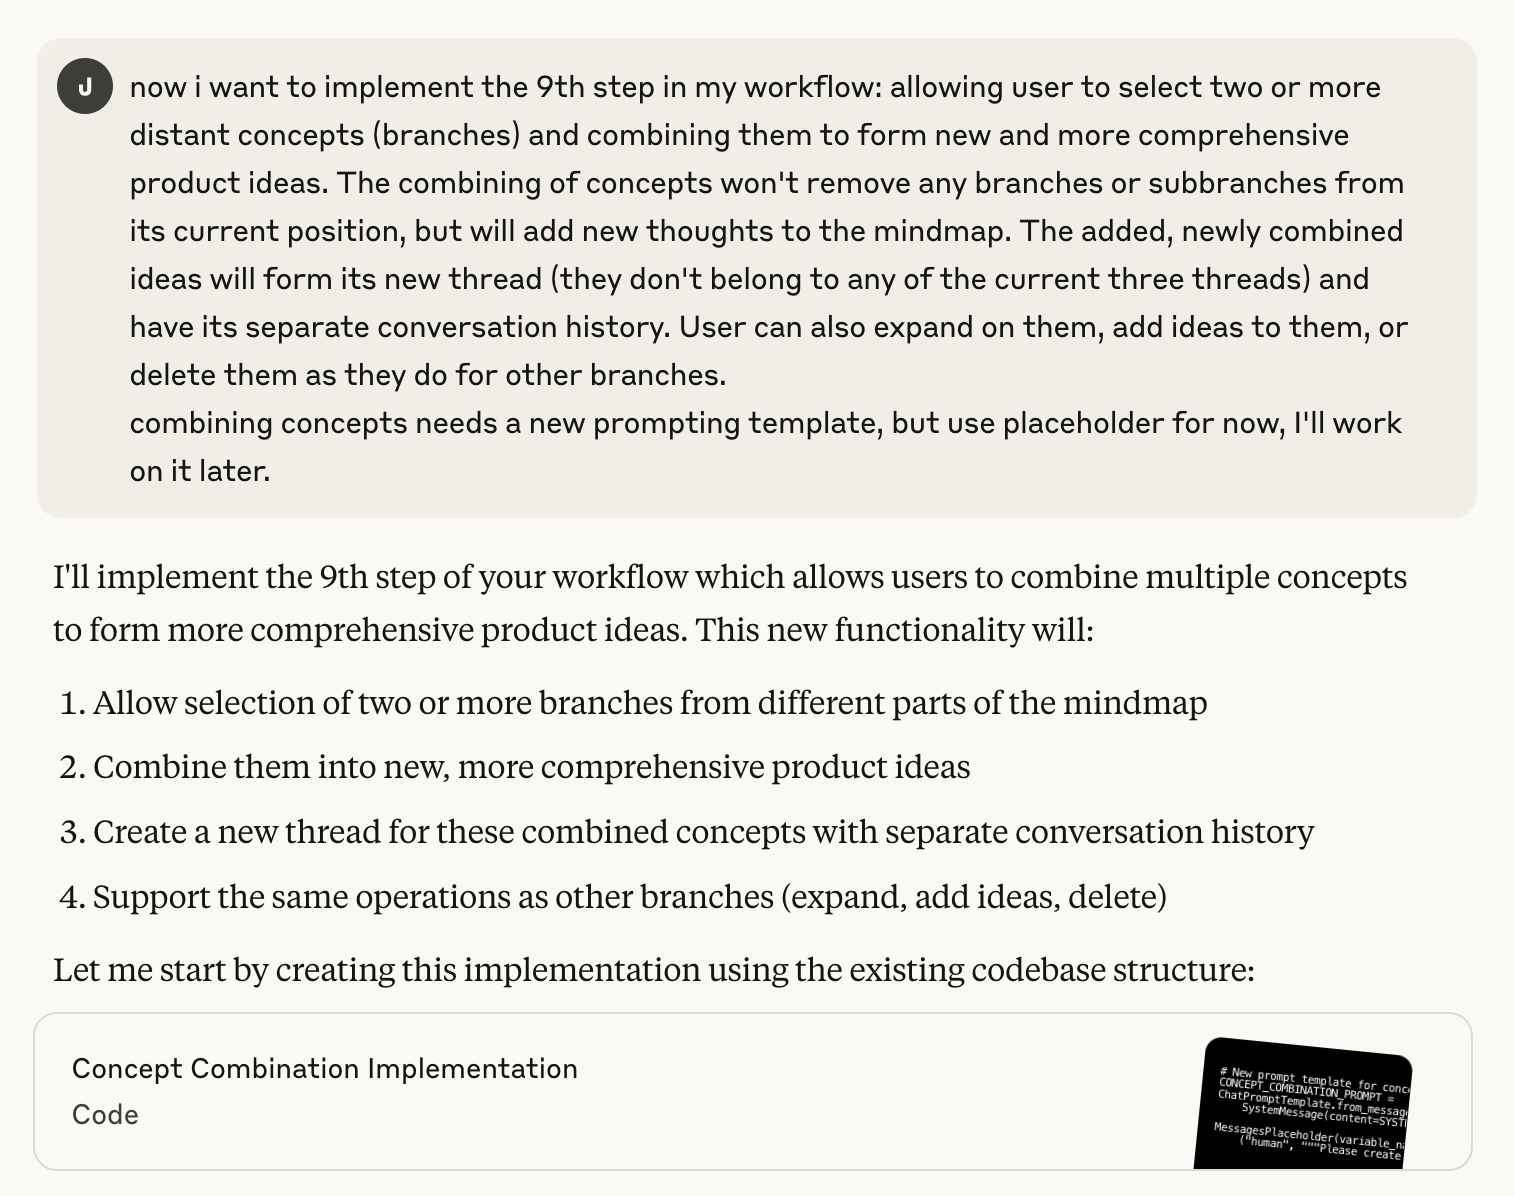 J
now i want to implement the 9th step in my workflow: allowing user to select two or more
distant concepts (branches) and combining them to form new and more comprehensive
product ideas. The combining of concepts won't remove any branches or subbranches from
its current position, but will add new thoughts to the mindmap. The added, newly combined
ideas will form its new thread (they don't belong to any of the current three threads) and
have its separate conversation history. User can also expand on them, add ideas to them, or
delete them as they do for other branches.
combining concepts needs a new prompting template, but use placeholder for now, I'll work
on it later.
I'll implement the 9th step of your workflow which allows users to combine multiple concepts
to form more comprehensive product ideas. This new functionality will:
1. Allow selection of two or more branches from different parts of the mindmap
2. Combine them into new, more comprehensive product ideas
3. Create a new thread for these combined concepts with separate conversation history
4. Support the same operations as other branches (expand, add ideas, delete)
Let me start by creating this implementation using the existing codebase structure:
Concept Combination Implementation
Code
# New prompt template for conc
CONCEPT_COMBINATION_PROMPT =
ChatPromptTemplate.from_message
SystemMessage(content=SYST
MessagesPlaceholder(variable_na
("human", """Please create